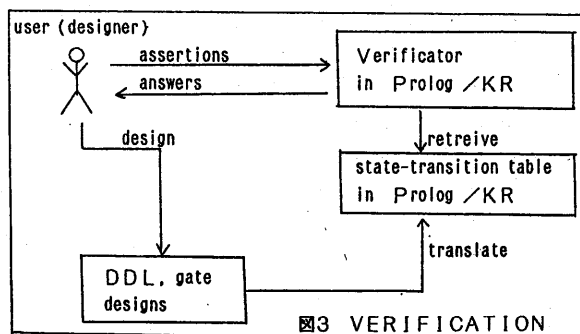 user (designer)
assertions
answers
Verificator
in Prolog／KR
design
retreive
state-transition table
in Prolog／KR
translate
DDL, gate
designs
図3 VERIFICATION